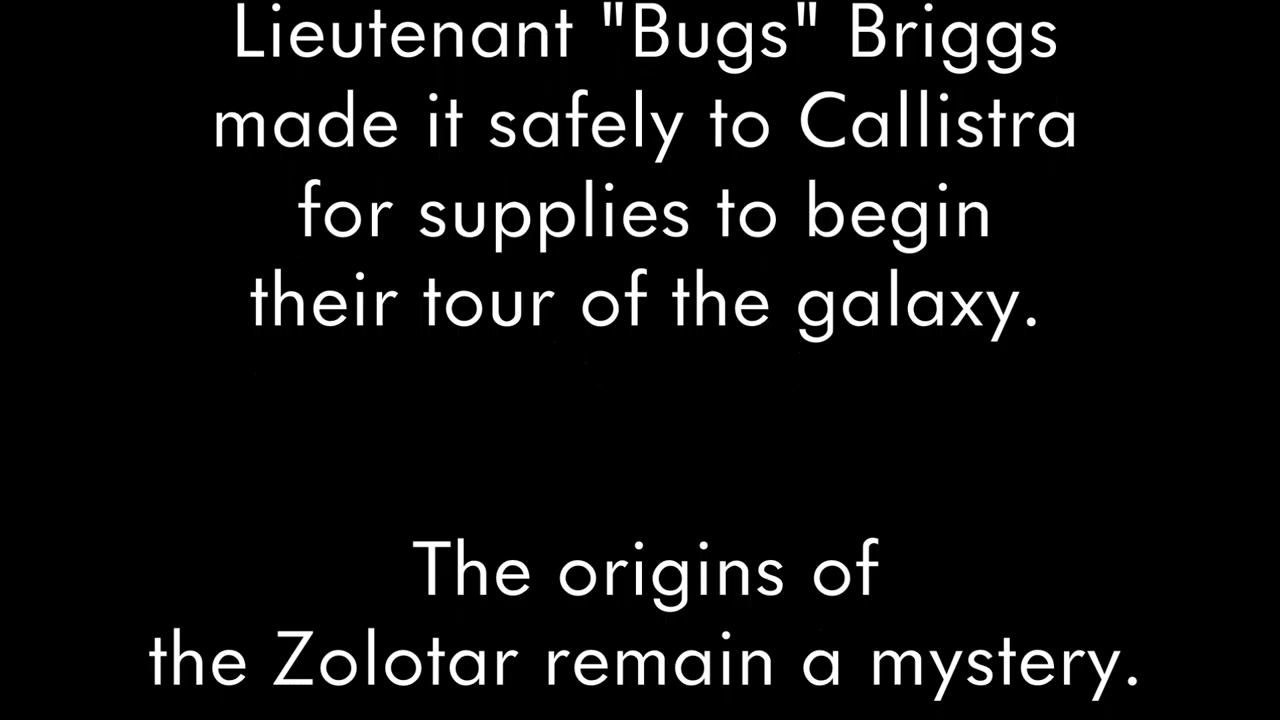 Lieutenant "Bugs" Briggs
made it safely to Callistra
for supplies to begin
their tour of the galaxy.
The origins of
the Zolotar remain a mystery.